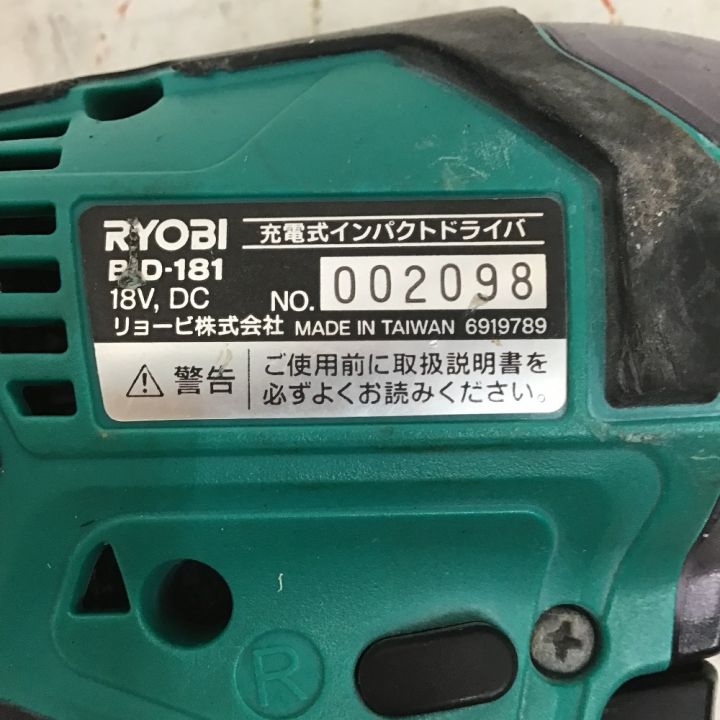 RYOBI 充電式インパクトドライバ
BID-181
18V, DC NO. 002098
リョービ株式会社 MADE IN TAIWAN 6919789
警告 ご使用前に取扱説明書を
必ずよくお読みください。
R